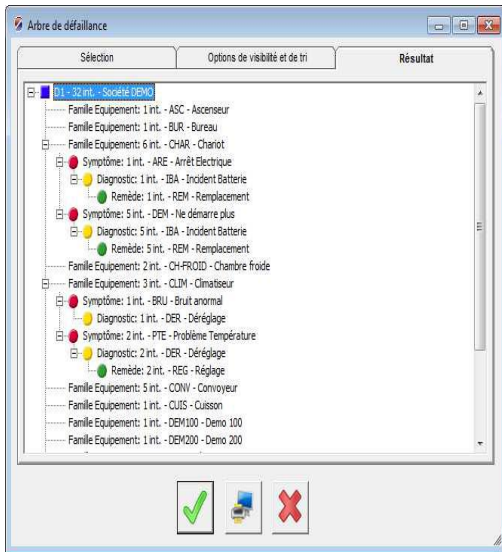 Arbre de défaillance
Sélection
Options de visibilité et de tri
Résultat
D1 - 32 int. - Société DEMO
Famille Equipement: 1 int. - ASC - Ascenseur
Famille Equipement: 1 int. - BUR - Bureau
Famille Equipement: 6 int. - CHAR - Chariot
Symptôme: 1 int. - ARE - Arrêt Electrique
Diagnostic: 1 int. - IBA - Incident Batterie
Remède: 1 int. - REM - Remplacement
Symptôme: 5 int. - DEM - Ne démarre plus
Diagnostic: 5 int. - IBA - Incident Batterie
Remède: 5 int. - REM - Remplacement
Famille Equipement: 2 int. - CH-FROID - Chambre froide
Famille Equipement: 3 int. - CLIM - Climatiseur
Symptôme: 1 int. - BRU - Bruit anormal
Diagnostic: 1 int. - DER - Déréglage
Symptôme: 2 int. - PTE - Problème Température
Diagnostic: 2 int. - DER - Déréglage
Remède: 2 int. - REG - Réglage
Famille Equipement: 5 int. - CONV - Convoyeur
Famille Equipement: 1 int. - CUIS - Cuisson
Famille Equipement: 1 int. - DEM100 - Demo 100
Famille Equipement: 1 int. - DEM200 - Demo 200